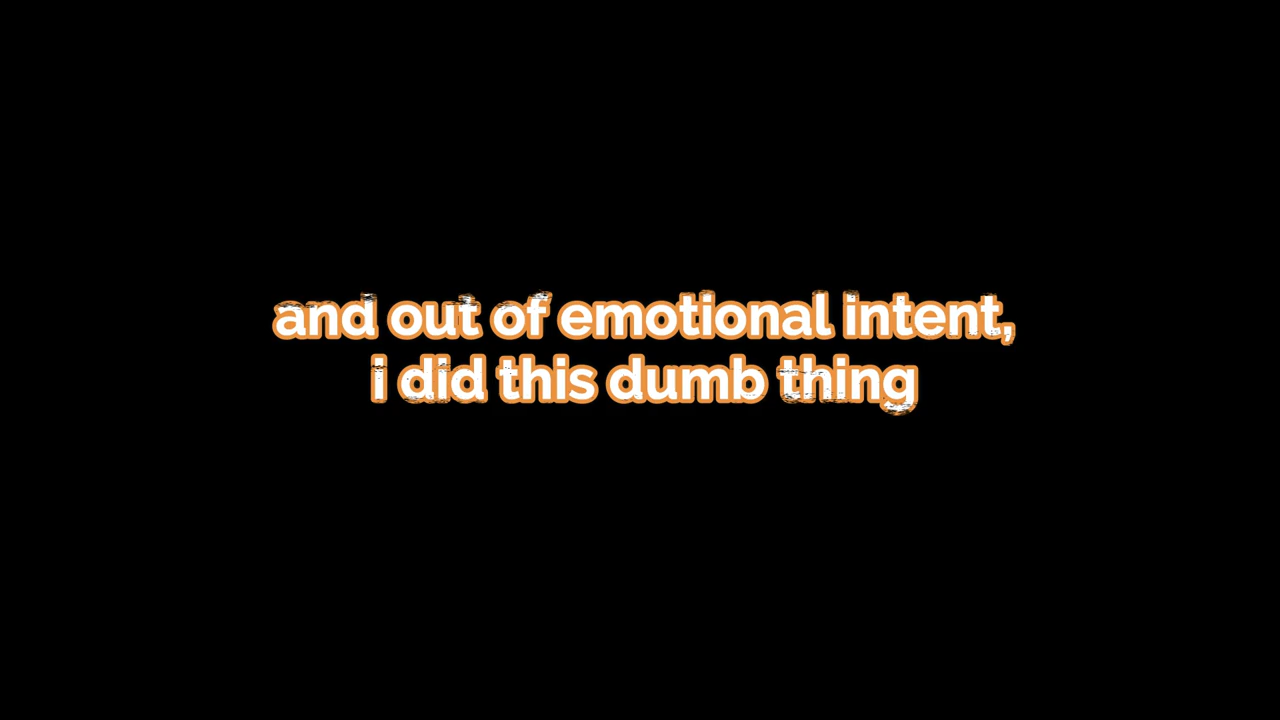 and out of emotional intent,
i did this dumb thing